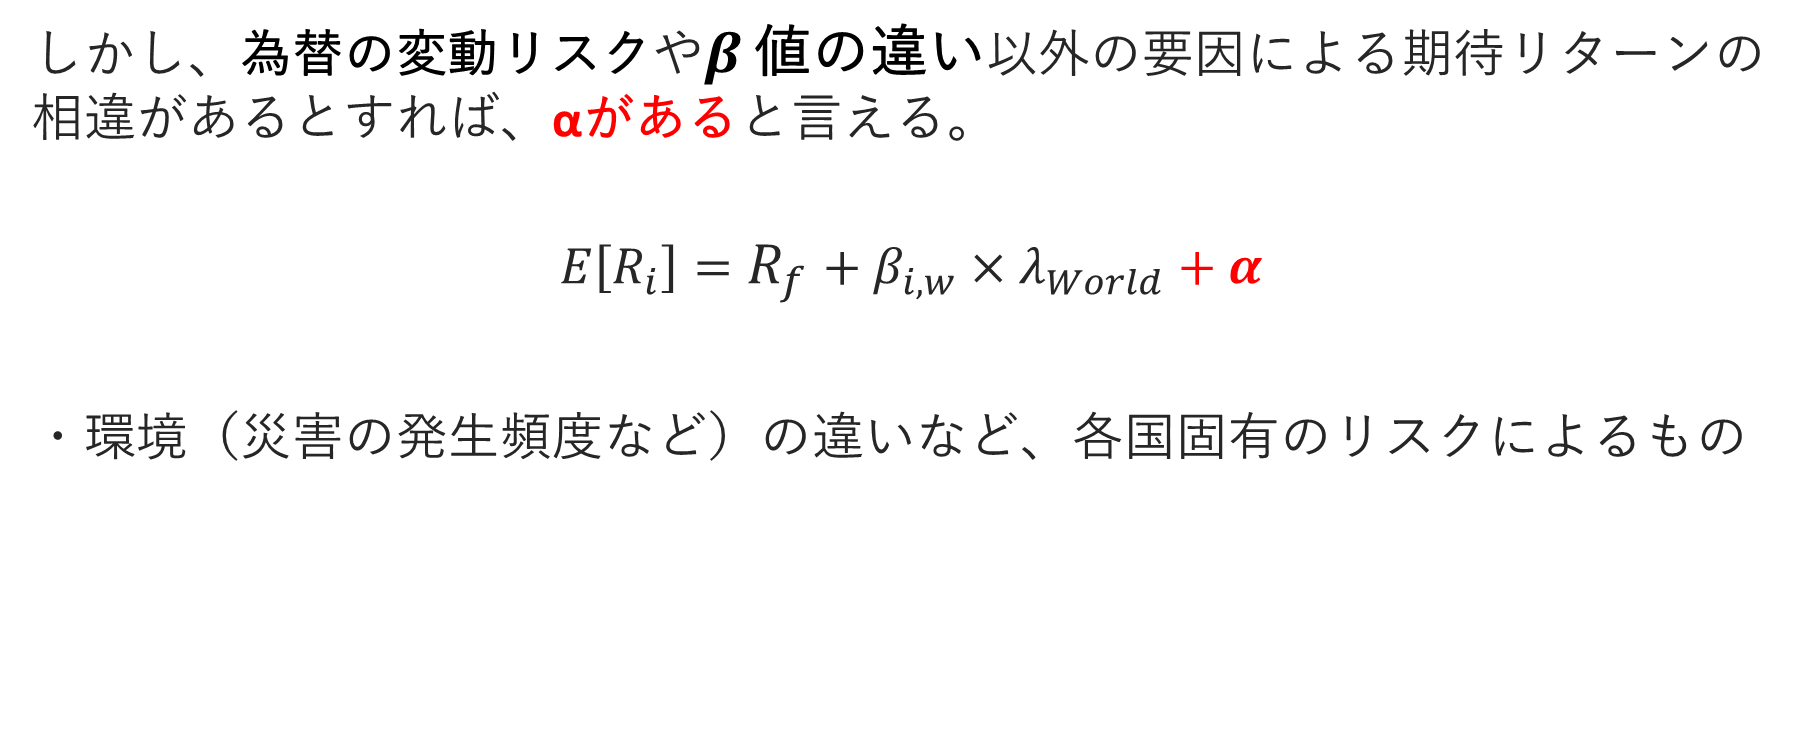 しかし、為替の変動リスクやβ 値の違い以外の要因による期待リターンの
相違があるとすれば、αがあると言える。
E[R_i] = R_f + β_{i,w} × λ_{World} + α
・環境（災害の発生頻度など）の違いなど、各国固有のリスクによるもの